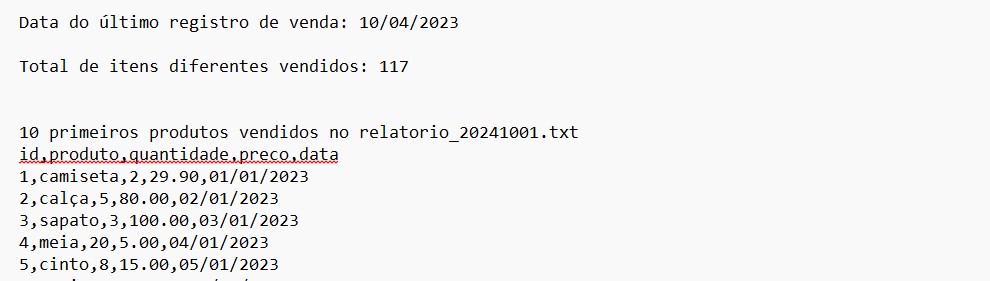 Data do último registro de venda: 10/04/2023
Total de itens diferentes vendidos: 117
10 primeiros produtos vendidos no relatorio_20241001.txt
id,produto,quantidade,preco,data
1,camiseta,2,29.90,01/01/2023
2,calça,5,80.00,02/01/2023
3,sapato,3,100.00,03/01/2023
4,meia,20,5.00,04/01/2023
5,cinto,8,15.00,05/01/2023